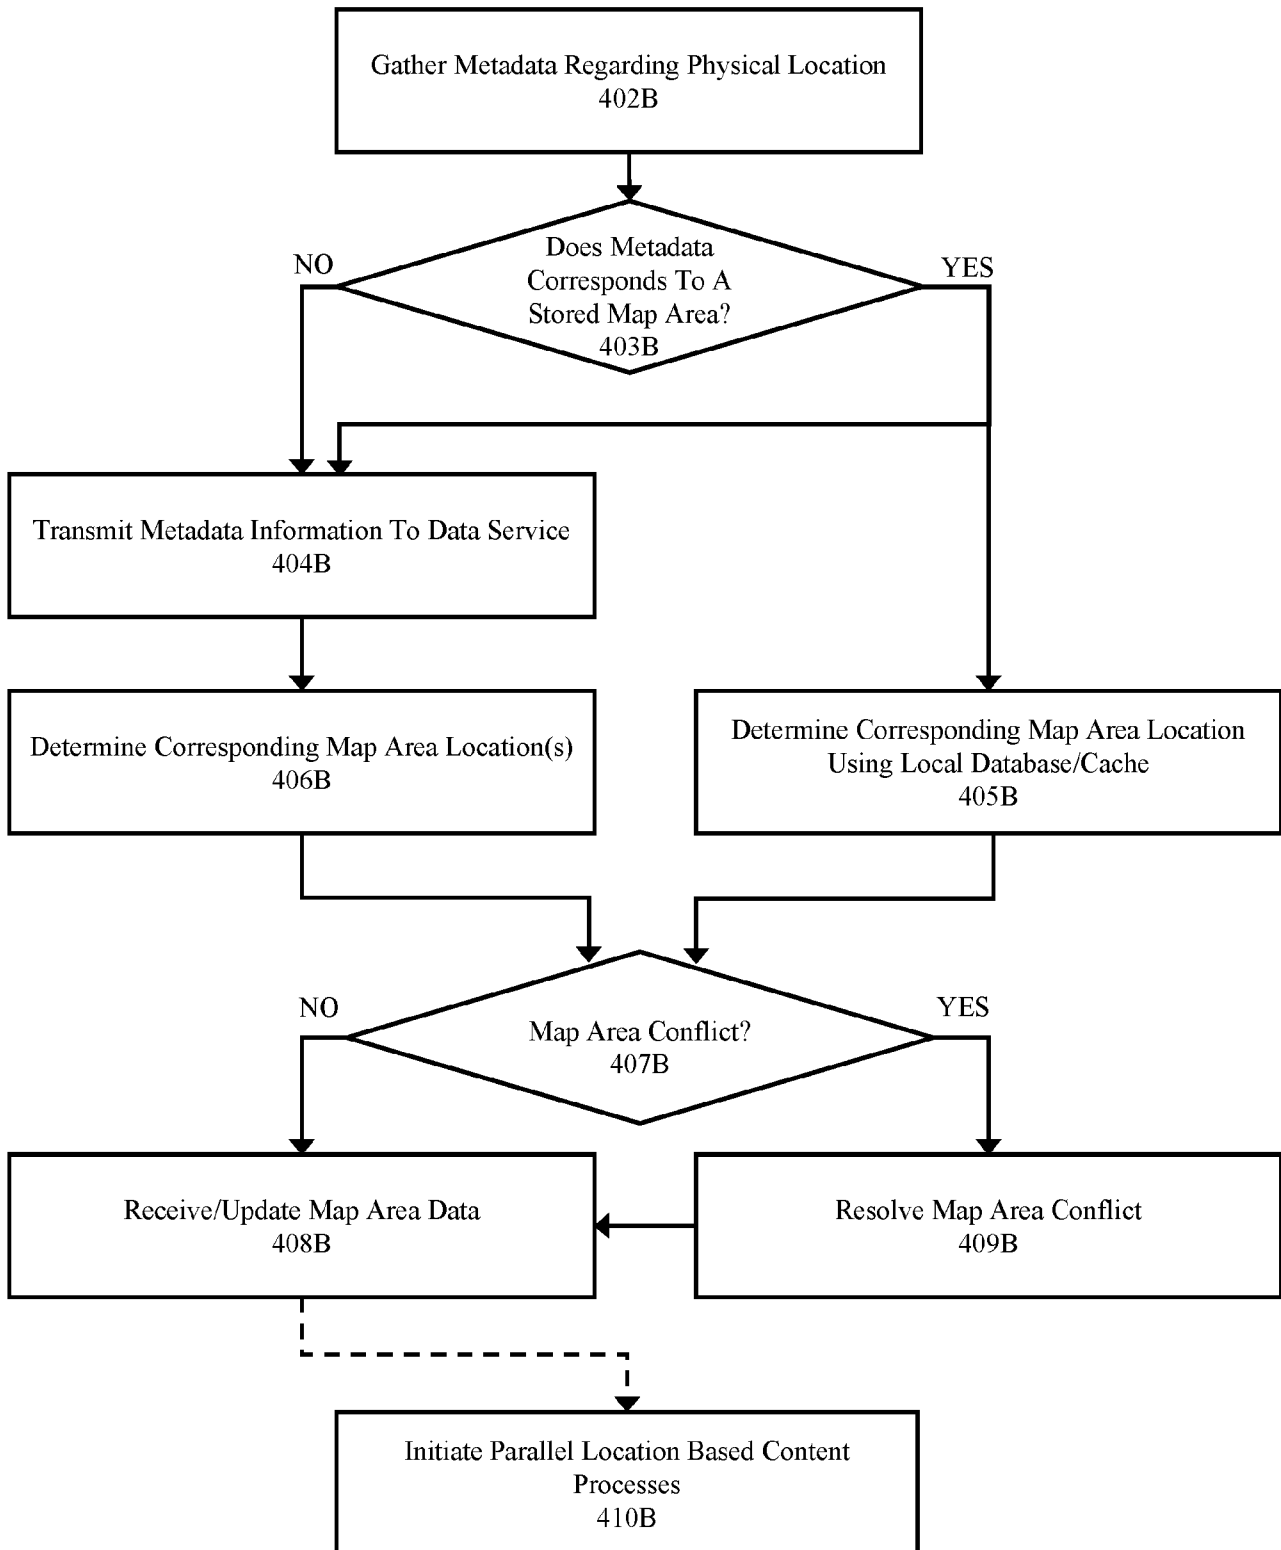 Gather Metadata Regarding Physical Location
402B
Does Metadata
Corresponds To A
Stored Map Area?
403B
NO
YES
Transmit Metadata Information To Data Service
404B
Determine Corresponding Map Area Location(s)
406B
Determine Corresponding Map Area Location
Using Local Database/Cache
405B
Map Area Conflict?
407B
NO
YES
Receive/Update Map Area Data
408B
Resolve Map Area Conflict
409B
Initiate Parallel Location Based Content
Processes
410B